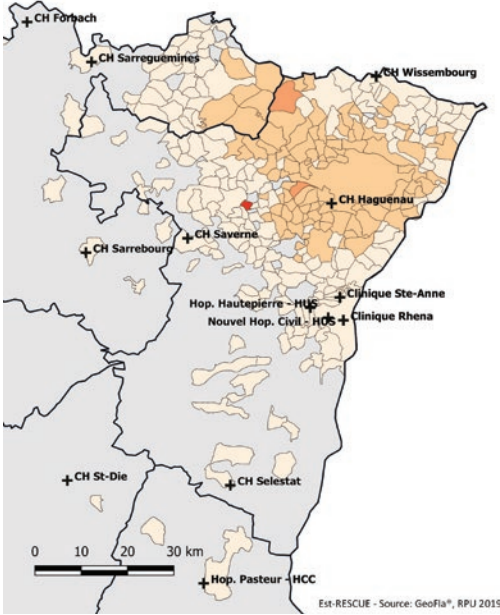 CH Forbach
CH Sarreguemines
CH Wissembourg
CH Haguenau
CH Saverne
CH Sarrebourg
Clinique Ste-Anne
Hop. Hautepierre - HUS
Nouvel Hop. Civil - HUS
Clinique Rhena
CH St-Die
CH Selestat
0 10 20 30 km
Hop. Pasteur - HCC
Est-RESCUE - Source: GeoFla®, RPU 2019